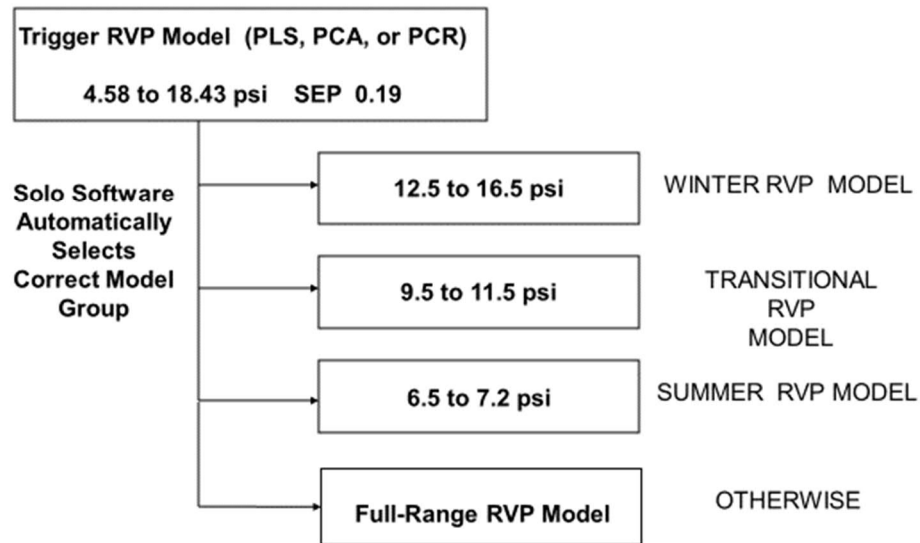 Trigger RVP Model (PLS, PCA, or PCR)
4.58 to 18.43 psi SEP 0.19
Solo Software
Automatically
Selects
Correct Model
Group
12.5 to 16.5 psi
WINTER RVP MODEL
9.5 to 11.5 psi
TRANSITIONAL
RVP
MODEL
6.5 to 7.2 psi
SUMMER RVP MODEL
Full-Range RVP Model
OTHERWISE